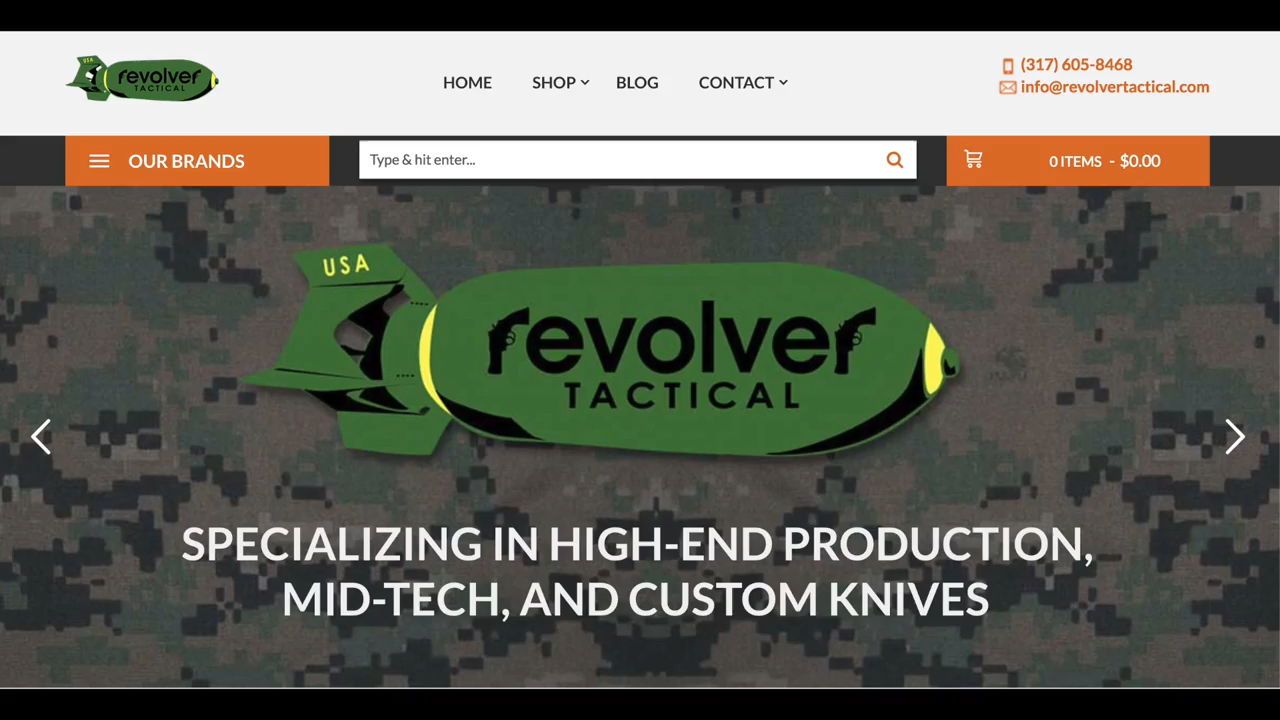 USA
revolver
TACTICAL
HOME
SHOP
BLOG
CONTACT
(317) 605-8468
info@revolvertactical.com
OUR BRANDS
Type & hit enter...
0 ITEMS - $0.00
USA
revolver
TACTICAL
SPECIALIZING IN HIGH-END PRODUCTION,
MID-TECH, AND CUSTOM KNIVES